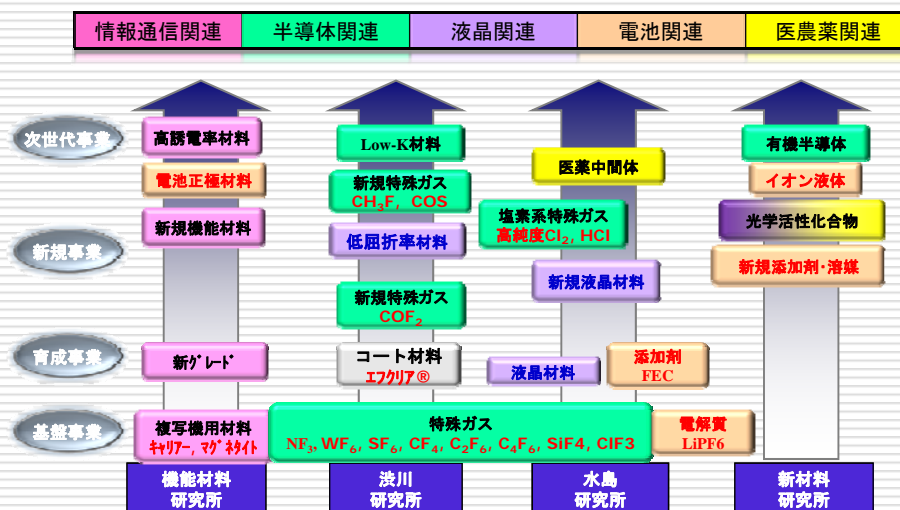 情報通信関連 半導体関連 液晶関連 電池関連 医農薬関連
次世代事業
高誘電率材料
Low-K材料
医薬中間体
有機半導体
電池正極材料
新規特殊ガス
CH₃F, COS
イオン液体
新規機能材料
塩素系特殊ガス
高純度Cl₂, HCl
光学活性化合物
新規事業
低屈折率材料
新規液晶材料
新規添加剤・溶媒
新規特殊ガス
COF₂
育成事業
新ｸﾞﾚｰﾄﾞ
コート材料
ｴﾌｸﾘｱ®
液晶材料
添加剤
FEC
基盤事業
複写機用材料
ｷｬﾘｱｰ, ﾏｸﾞﾈﾀｲﾄ
特殊ガス
NF₃, WF₆, SF₆, CF₄, C₂F₆, C₄F₆, SiF4, ClF3
電解質
LiPF6
機能材料
研究所
渋川
研究所
水島
研究所
新材料
研究所